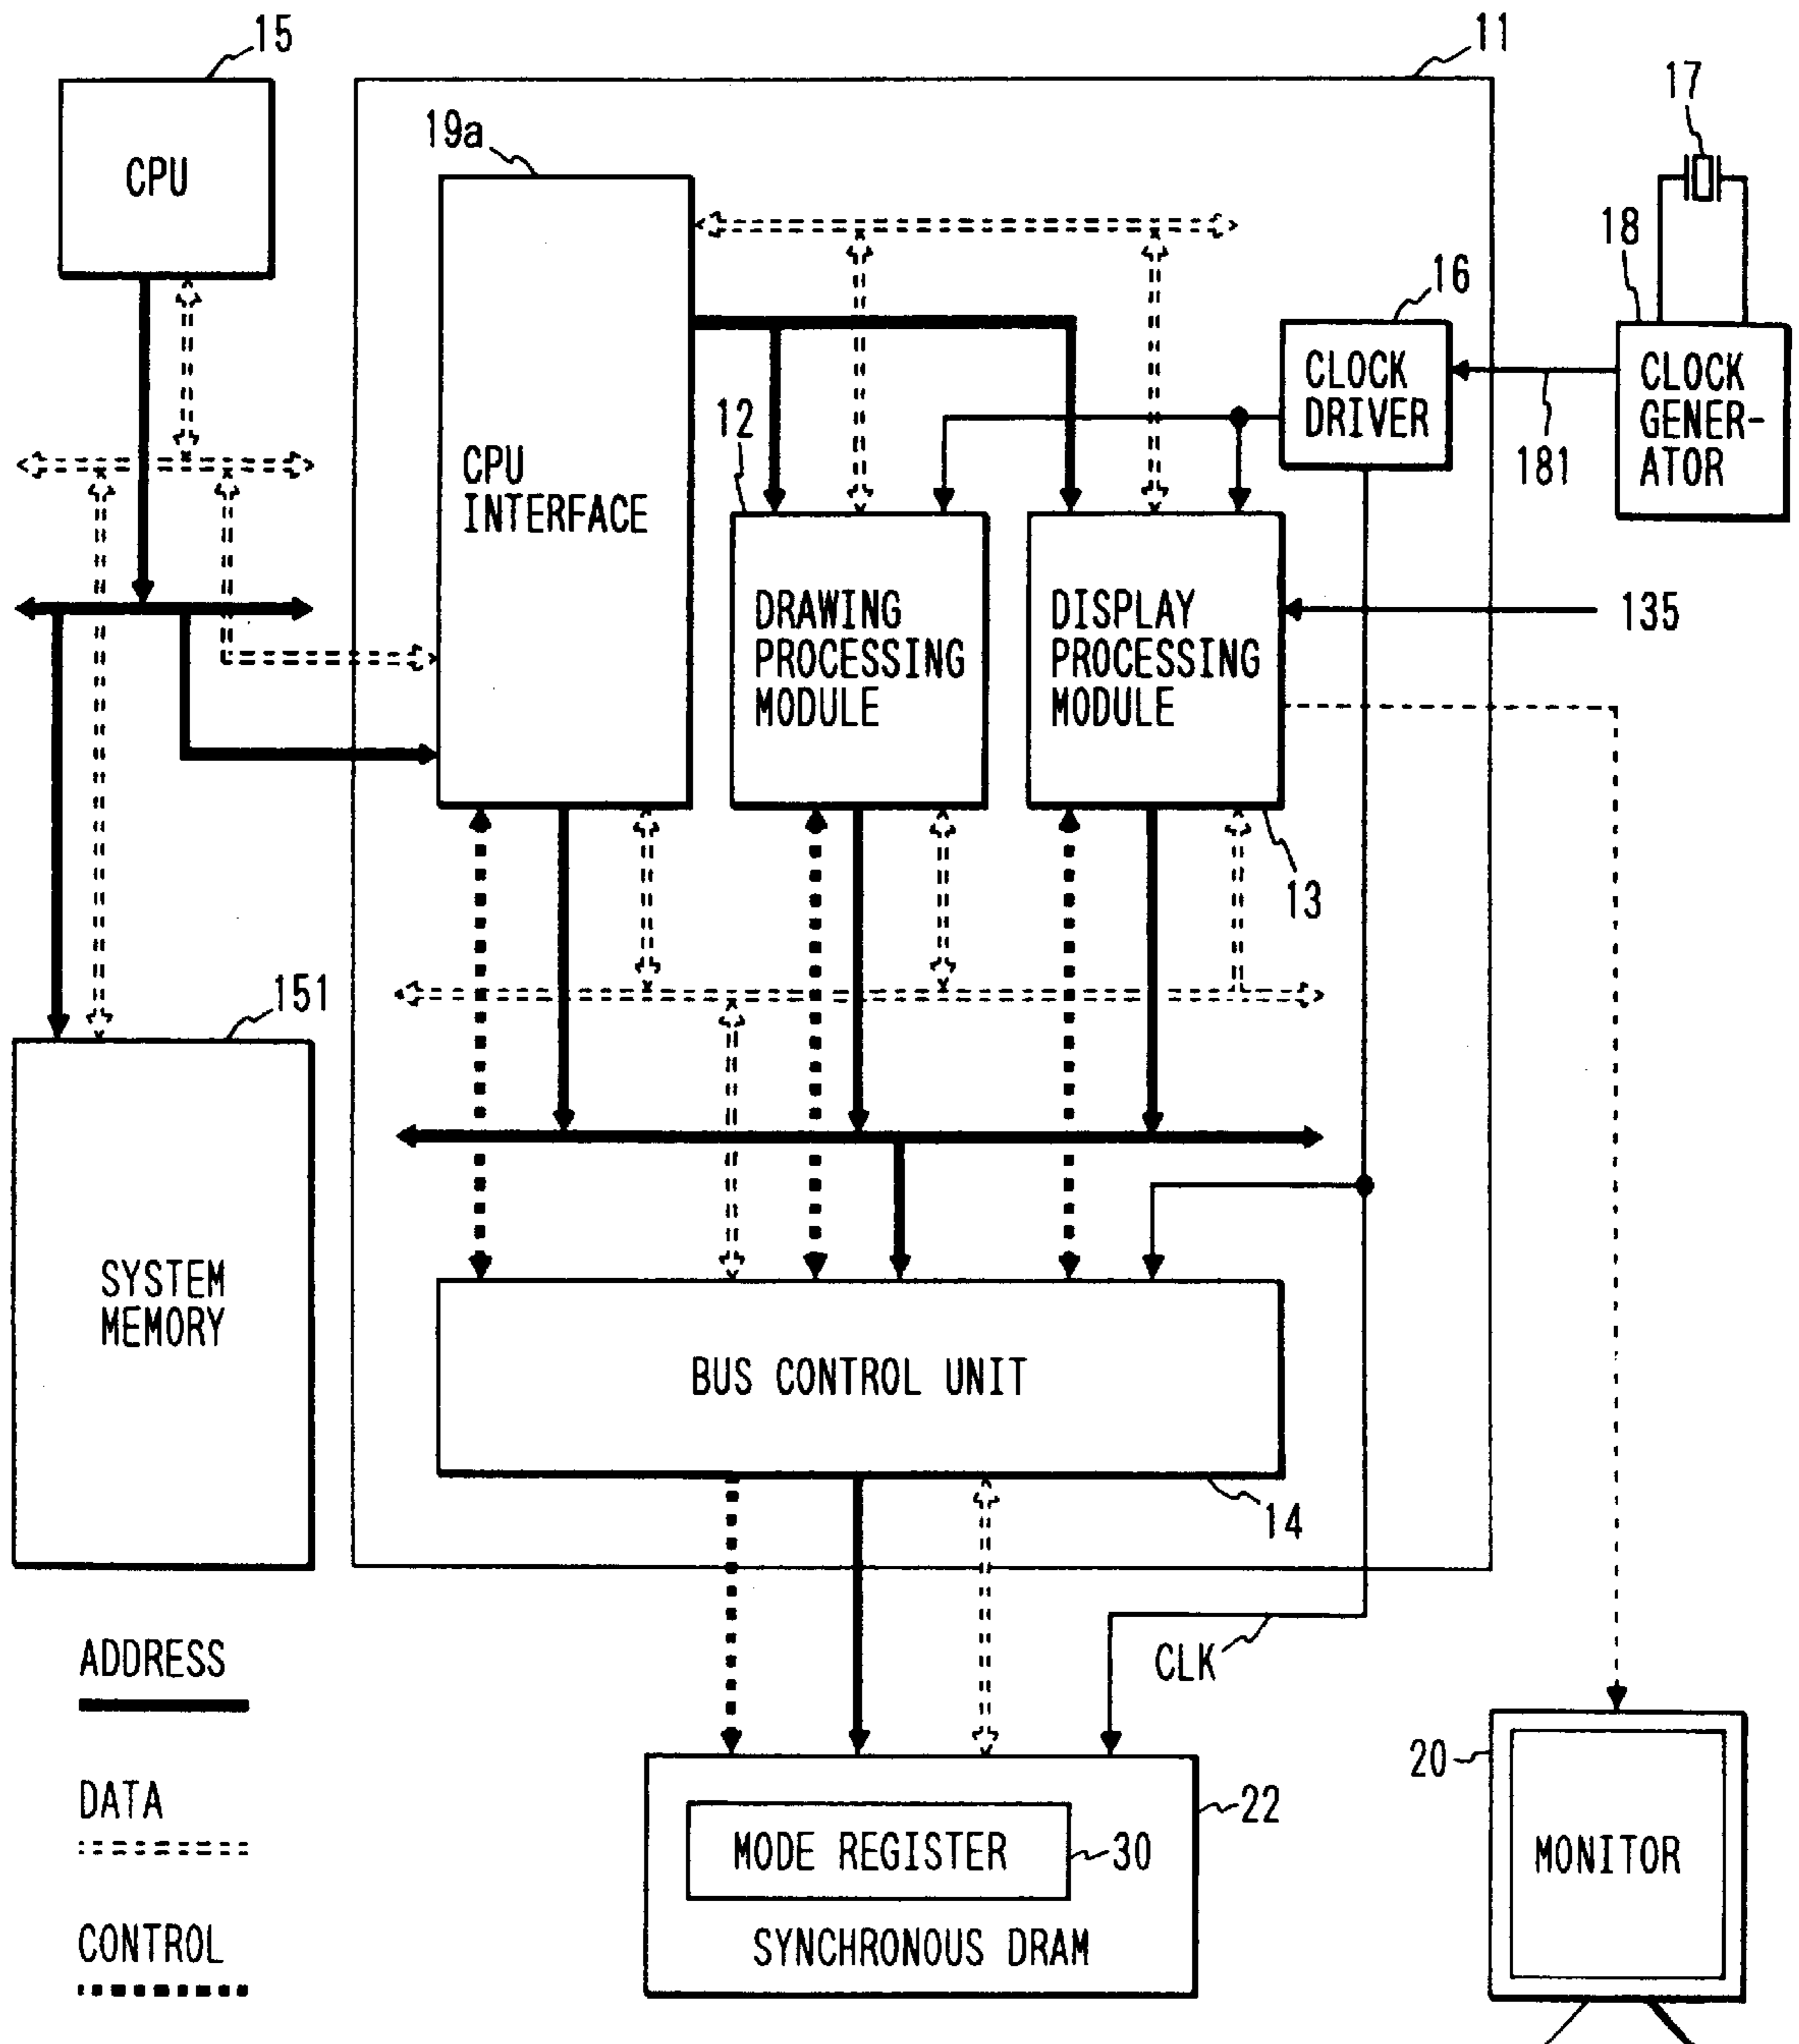 15
11
17
19a
CPU
18
16
CLOCK
DRIVER
CLOCK
GENER-
ATOR
12
181
CPU
INTERFACE
DRAWING
PROCESSING
MODULE
DISPLAY
PROCESSING
MODULE
135
13
151
SYSTEM
MEMORY
BUS CONTROL UNIT
14
ADDRESS
CLK
20
22
DATA
MODE REGISTER
30
MONITOR
CONTROL
SYNCHRONOUS DRAM